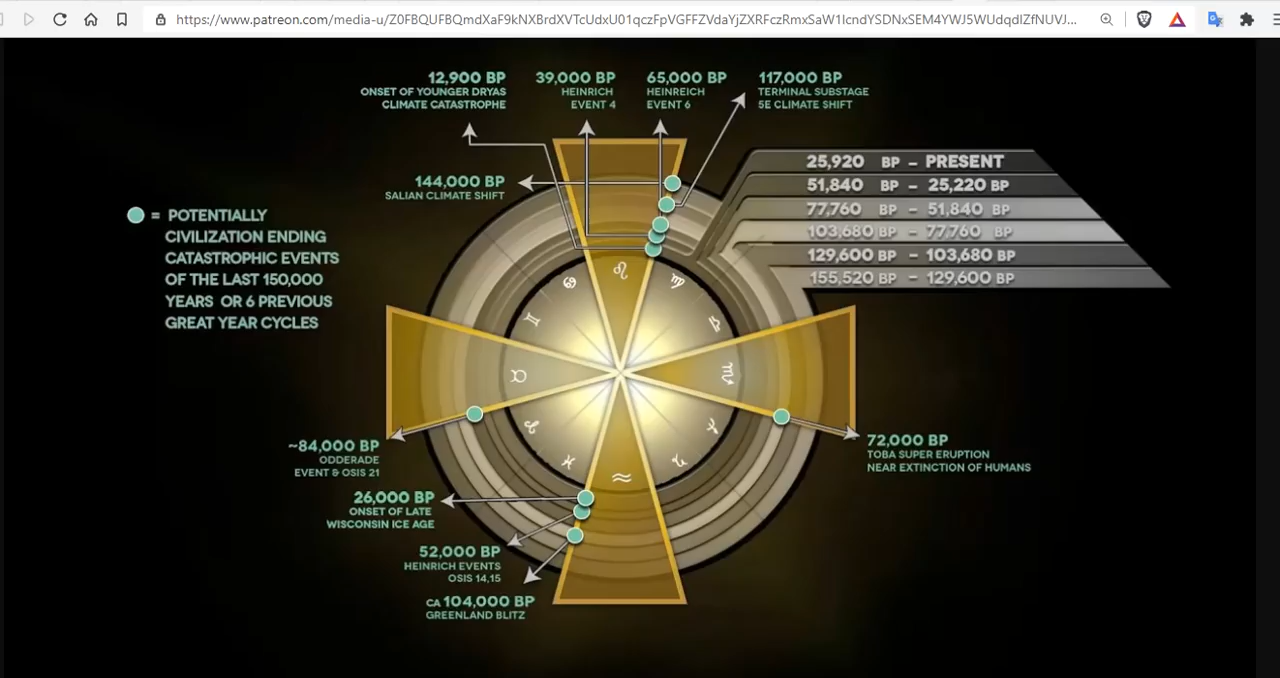 https://www.patreon.com/media-u/Z0FBQUFBQmdXaF9kNXBrdXVTcUdxU01qczFpVGFFZVdaYjZXRFczRmxSaW1lcndYSDNxSEM4YWJ5WUdqdlZfNUVJ...
12,900 BP
ONSET OF YOUNGER DRYAS
CLIMATE CATASTROPHE
39,000 BP
HEINRICH
EVENT 4
65,000 BP
HEINREICH
EVENT 6
117,000 BP
TERMINAL SUBSTAGE
5E CLIMATE SHIFT
144,000 BP
SALIAN CLIMATE SHIFT
= POTENTIALLY
CIVILIZATION ENDING
CATASTROPHIC EVENTS
OF THE LAST 150,000
YEARS OR 6 PREVIOUS
GREAT YEAR CYCLES
25,920 BP – PRESENT
51,840 BP – 25,220 BP
77,760 BP – 51,840 BP
103,680 BP – 77,760 BP
129,600 BP – 103,680 BP
155,520 BP – 129,600 BP
♌
♍
♎
♏
♐
♑
♒
♓
♈
♉
♊
♋
~84,000 BP
ODDERADE
EVENT & OSIS 21
26,000 BP
ONSET OF LATE
WISCONSIN ICE AGE
52,000 BP
HEINRICH EVENTS
OSIS 14,15
CA 104,000 BP
GREENLAND BLITZ
72,000 BP
TOBA SUPER ERUPTION
NEAR EXTINCTION OF HUMANS